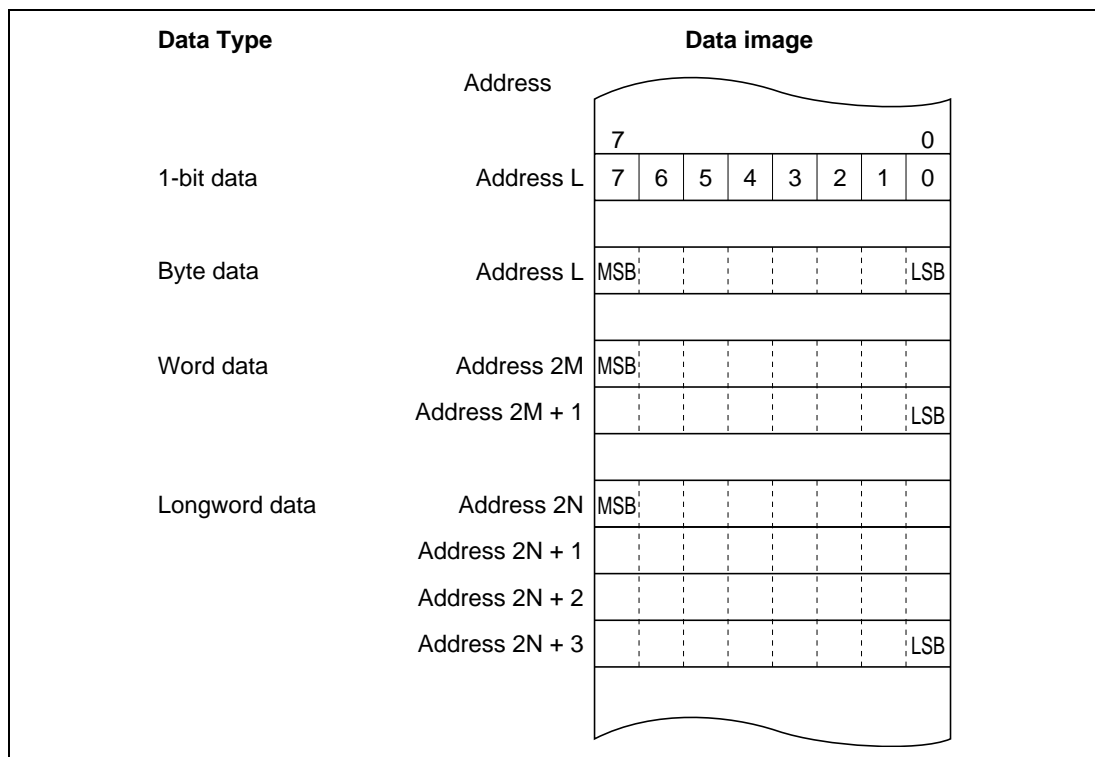 Data Type Data image
Address
7 0
1-bit data Address L 7 6 5 4 3 2 1 0
Byte data Address L MSB LSB
Word data Address 2M MSB
Address 2M + 1 LSB
Longword data Address 2N MSB
Address 2N + 1
Address 2N + 2
Address 2N + 3 LSB